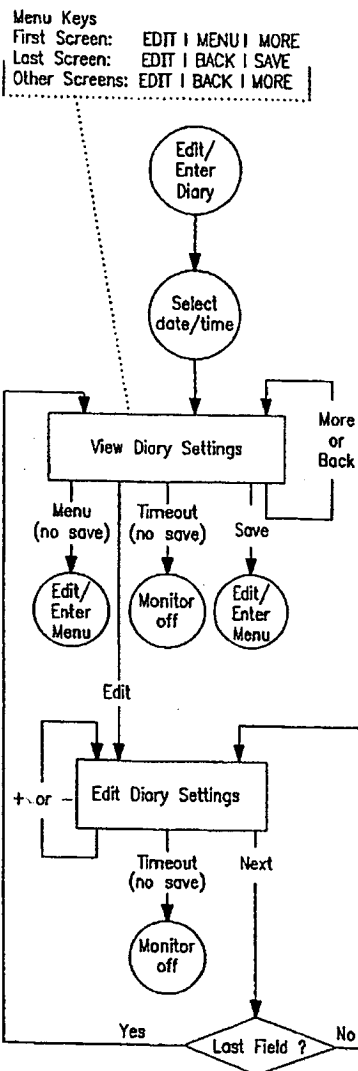 Menu Keys
First Screen: EDIT | MENU | MORE
Last Screen: EDIT | BACK | SAVE
Other Screens: EDIT | BACK | MORE
Edit/
Enter
Diary
Select
date/time
More
or
Back
View Diary Settings
Menu
(no save)
Timeout
(no save)
Save
Edit/
Enter
Menu
Monitor
off
Edit/
Enter
Menu
Edit
+ or -
Edit Diary Settings
Timeout
(no save)
Next
Monitor
off
Yes
Last Field ?
No